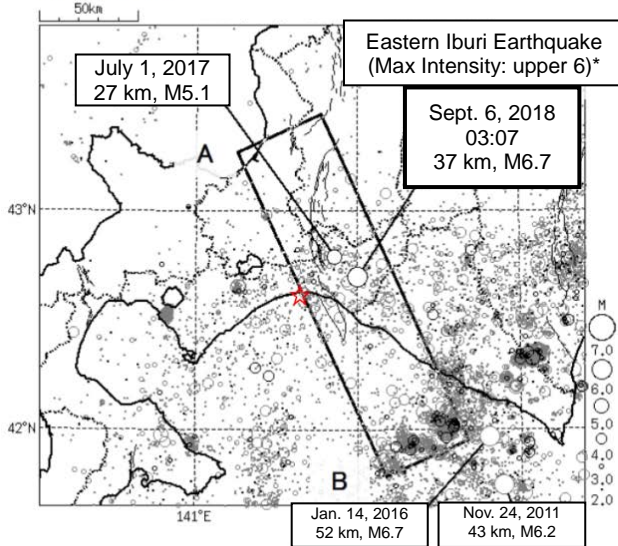 50km
Eastern Iburi Earthquake
(Max Intensity: upper 6)*
July 1, 2017
27 km, M5.1
Sept. 6, 2018
03:07
37 km, M6.7
A
43°N
M
7.0
6.0
5.0
4.0
3.0
2.0
42°N
B
141°E
Jan. 14, 2016
52 km, M6.7
Nov. 24, 2011
43 km, M6.2